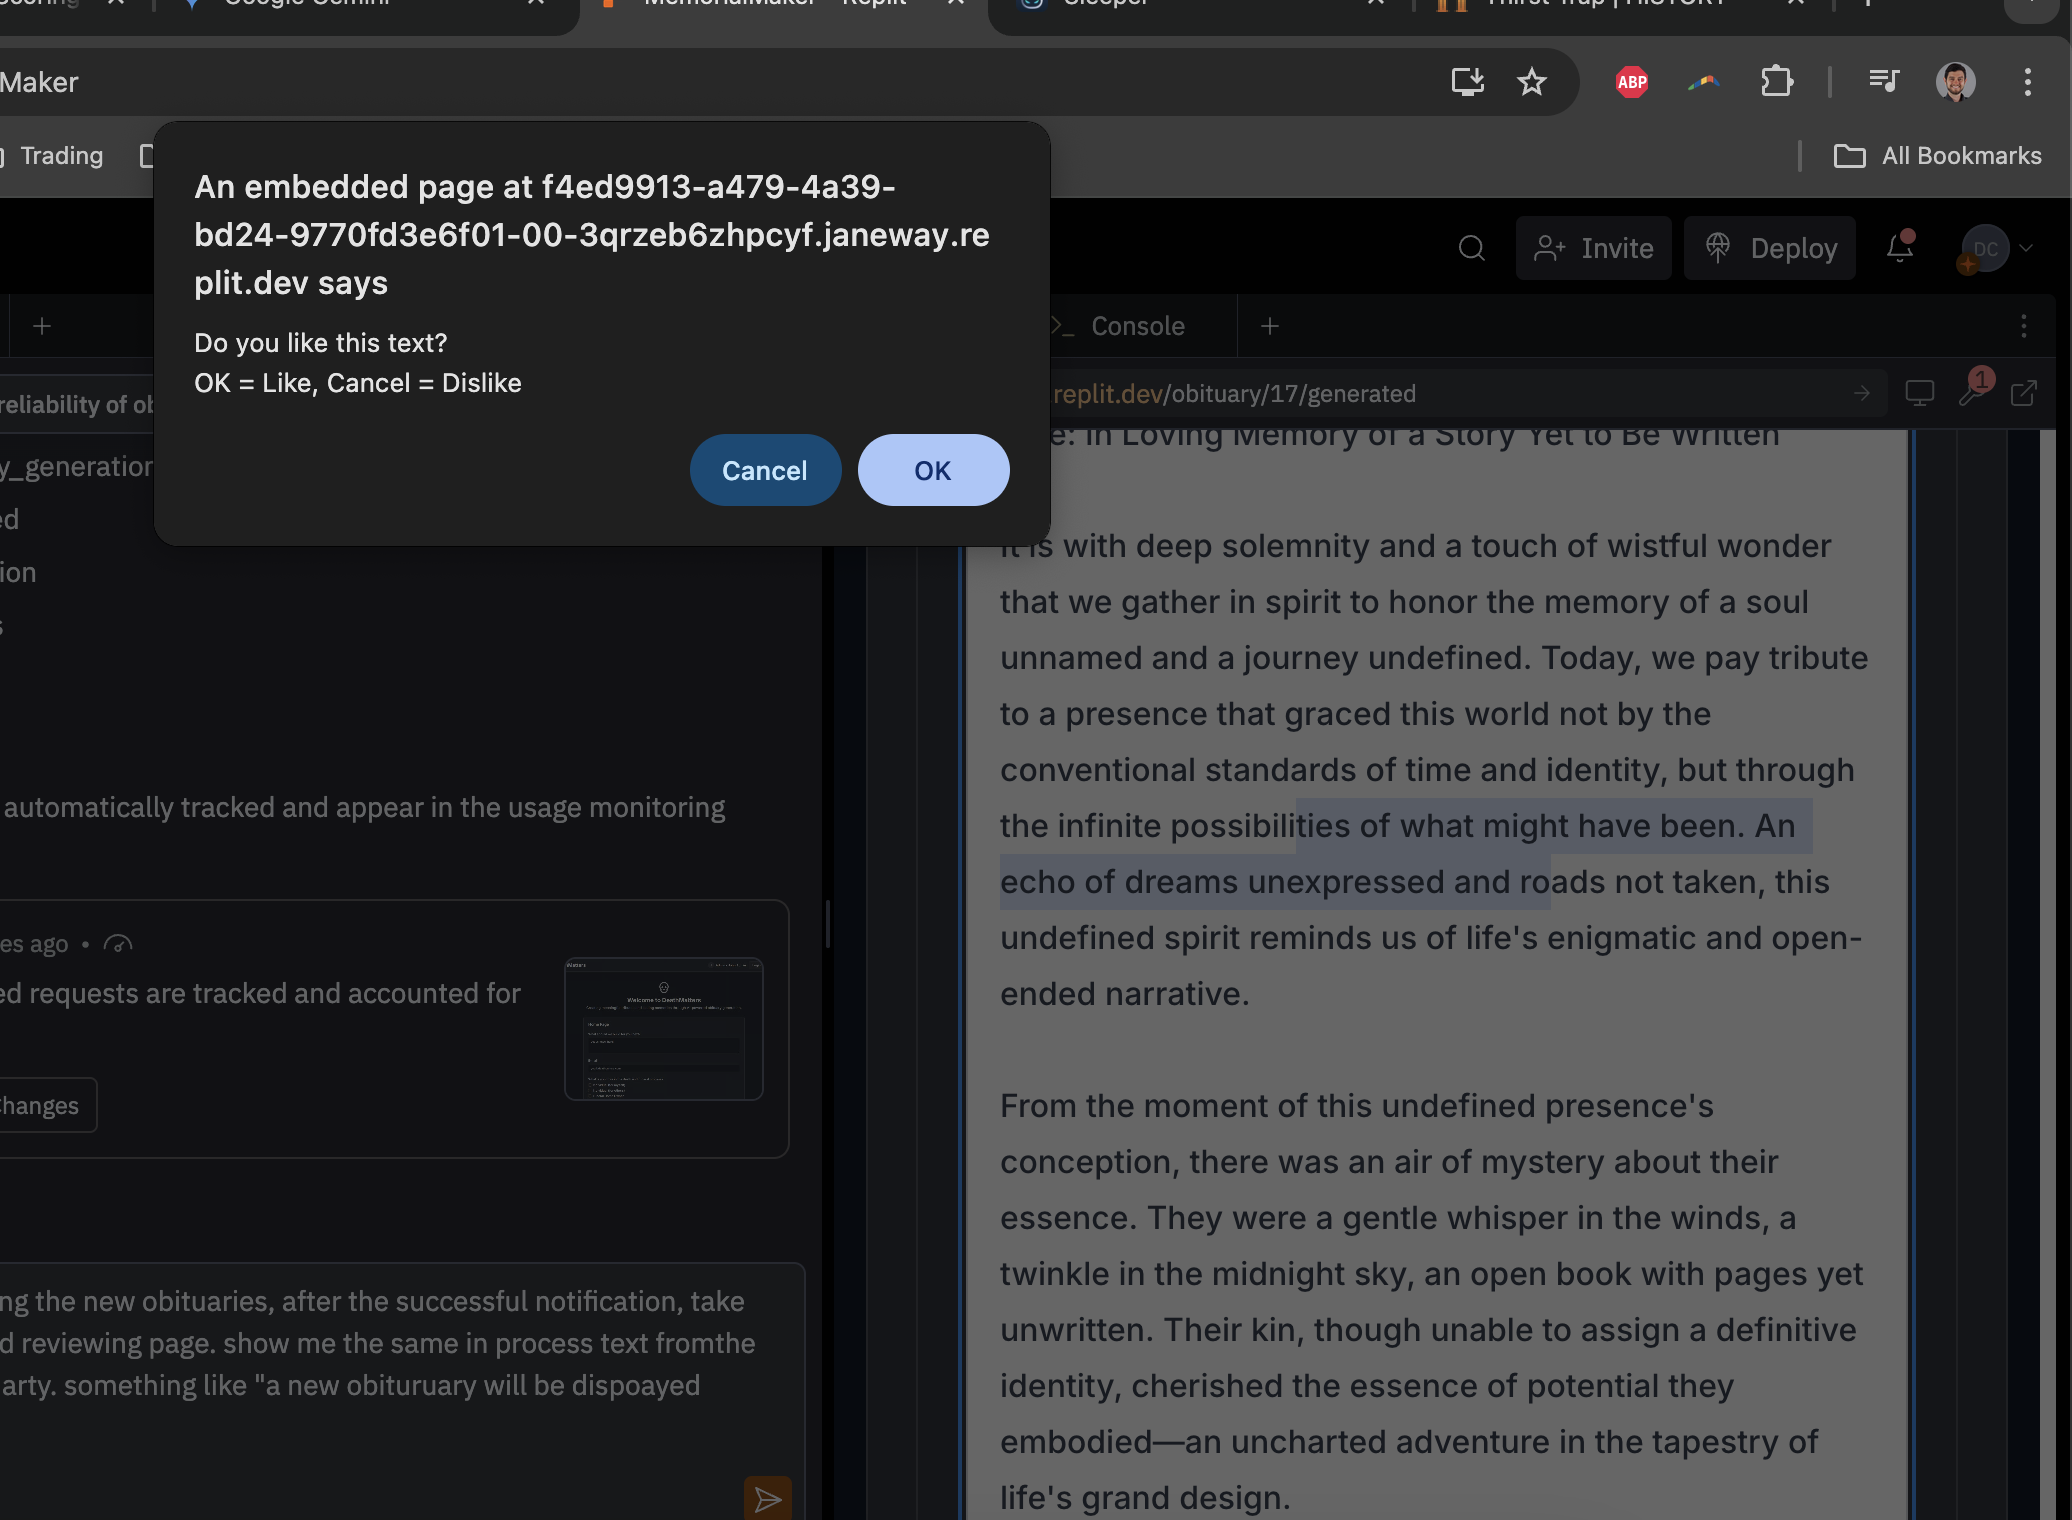 Google Gemini
MemorialMaker - Replit
Sleeper
Thirst Trap | HISTORY
Maker
ABP
Trading
All Bookmarks
An embedded page at f4ed9913-a479-4a39-
bd24-9770fd3e6f01-00-3qrzeb6zhpcyf.janeway.re
plit.dev says
Do you like this text?
OK = Like, Cancel = Dislike
Cancel
OK
Invite
Deploy
DC
Console
reliability of ob
replit.dev/obituary/17/generated
1
y_generation
ed
ion
s
automatically tracked and appear in the usage monitoring
es ago •
ed requests are tracked and accounted for
Welcome to DeathMatters
Changes
ng the new obituaries, after the successful notification, take
d reviewing page. show me the same in process text fromthe
arty. something like "a new obituruary will be dispoayed
e: In Loving Memory of a Story Yet to Be Written
It is with deep solemnity and a touch of wistful wonder
that we gather in spirit to honor the memory of a soul
unnamed and a journey undefined. Today, we pay tribute
to a presence that graced this world not by the
conventional standards of time and identity, but through
the infinite possibilities of what might have been. An
echo of dreams unexpressed and roads not taken, this
undefined spirit reminds us of life's enigmatic and open-
ended narrative.
From the moment of this undefined presence's
conception, there was an air of mystery about their
essence. They were a gentle whisper in the winds, a
twinkle in the midnight sky, an open book with pages yet
unwritten. Their kin, though unable to assign a definitive
identity, cherished the essence of potential they
embodied—an uncharted adventure in the tapestry of
life's grand design.